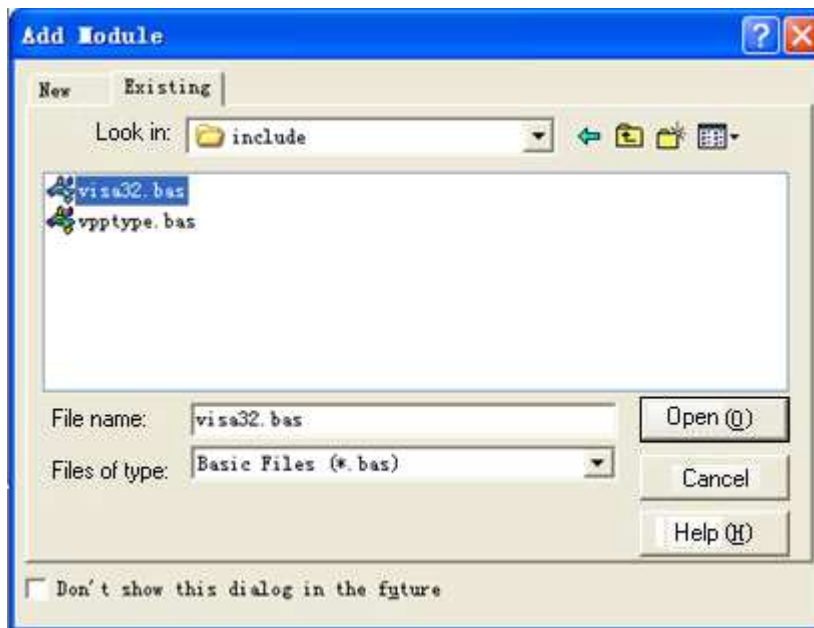 Add Module
New Existing
Look in: include
visa32.bas
vpptype.bas
File name: visa32.bas
Open (O)
Files of type: Basic Files (*.bas)
Cancel
Help (H)
Don't show this dialog in the future